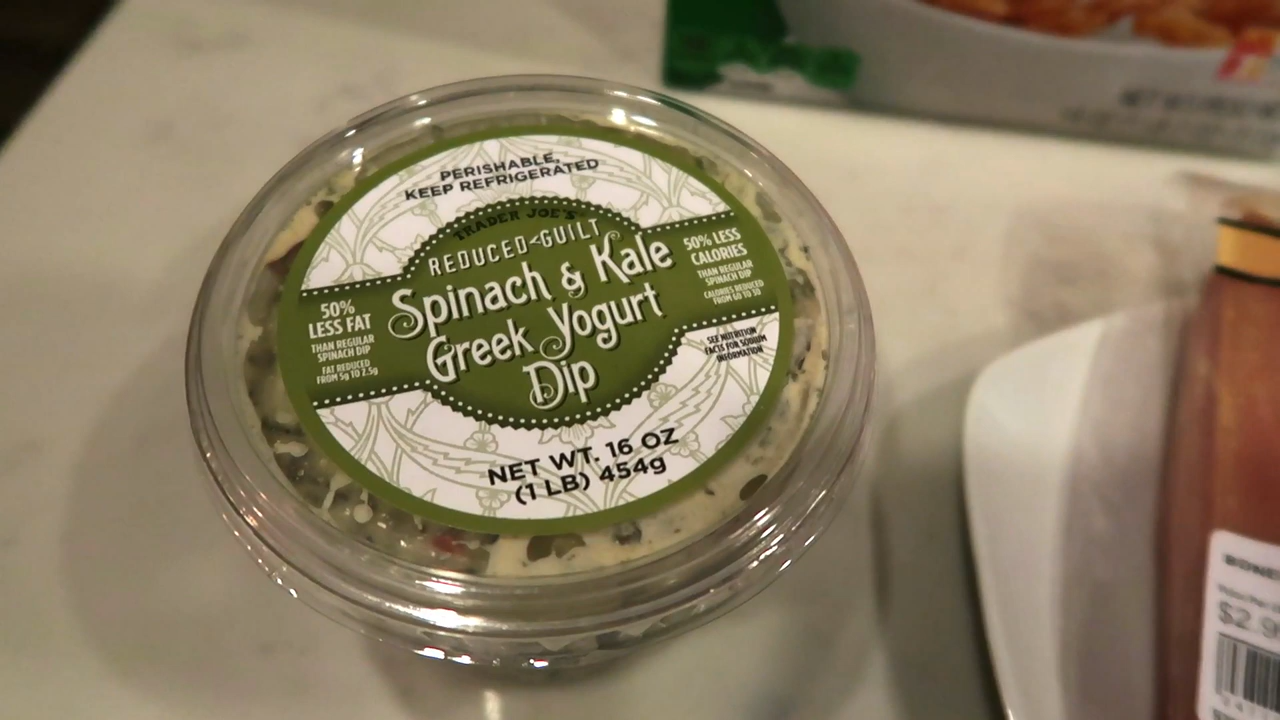 PERISHABLE,
KEEP REFRIGERATED
TRADER JOE'S
REDUCED GUILT
Spinach & Kale
Greek Yogurt
Dip
50%
LESS FAT
THAN REGULAR
SPINACH DIP
FAT REDUCED
FROM 5g TO 2.5g
50% LESS
CALORIES
THAN REGULAR
SPINACH DIP
CALORIES REDUCED
FROM 60 TO 30
SEE NUTRITION
FACTS FOR SODIUM
INFORMATION
NET WT. 16 OZ
(1 LB) 454g
$2.9